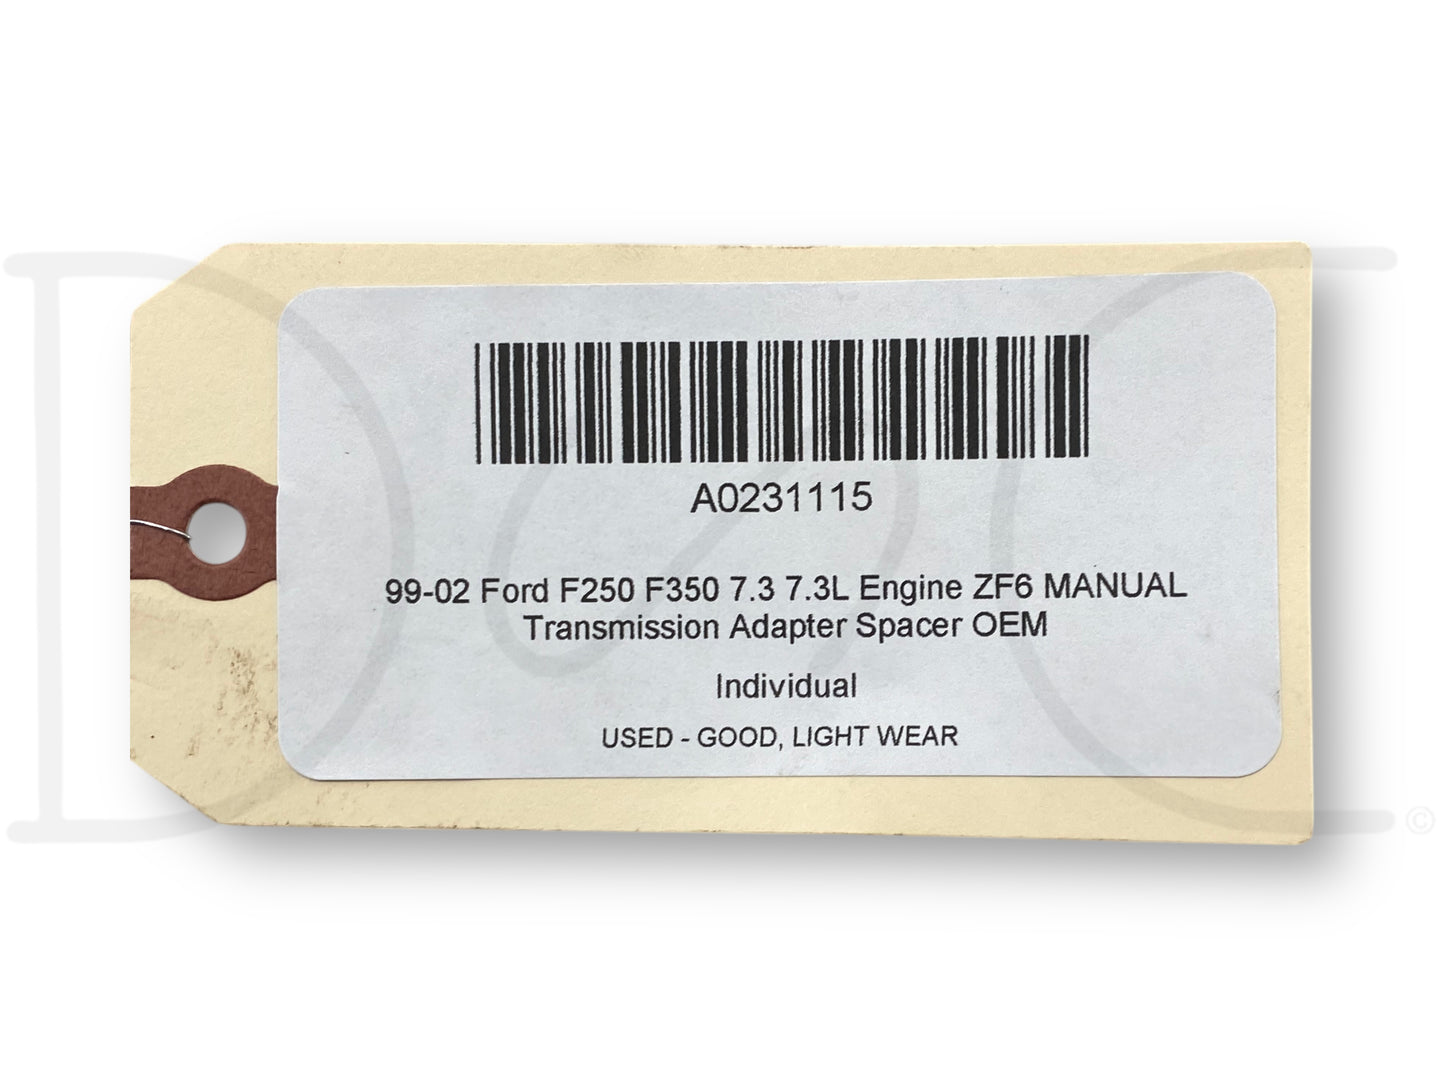 A0231115
99-02 Ford F250 F350 7.3 7.3L Engine ZF6 MANUAL
Transmission Adapter Spacer OEM
Individual
USED - GOOD, LIGHT WEAR
©